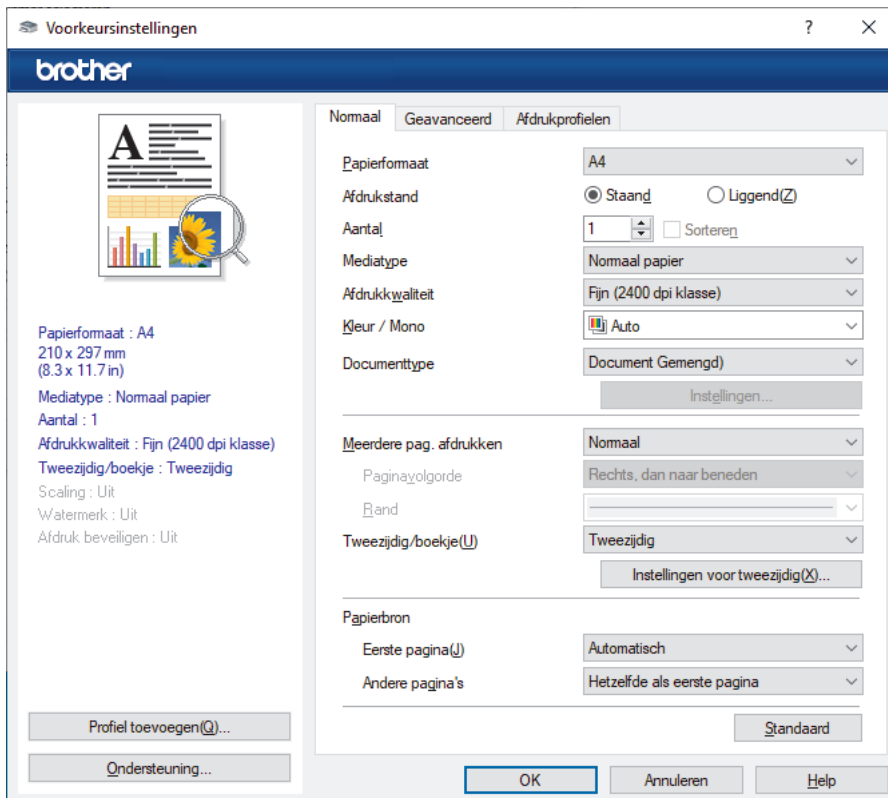 Voorkeursinstellingen
brother
A
Papierformaat : A4
210 x 297 mm
(8.3 x 11.7 in)
Mediatype : Normaal papier
Aantal : 1
Afdrukkwaliteit : Fijn (2400 dpi klasse)
Tweezijdig/boekje : Tweezijdig
Scaling : Uit
Watermerk : Uit
Afdruk beveiligen : Uit
Profiel toevoegen(Q)...
Ondersteuning...
Normaal Geavanceerd Afdrukprofielen
Papierformaat A4
Afdrukstand Staand Liggend(Z)
Aantal 1 Sorteren
Mediatype Normaal papier
Afdrukkwaliteit Fijn (2400 dpi klasse)
Kleur / Mono Auto
Documenttype Document Gemengd)
Instellingen...
Meerdere pag. afdrukken Normaal
Paginavolgorde Rechts, dan naar beneden
Rand
Tweezijdig/boekje(U) Tweezijdig
Instellingen voor tweezijdig(X)...
Papierbron
Eerste pagina(J) Automatisch
Andere pagina's Hetzelfde als eerste pagina
Standaard
OK Annuleren Help